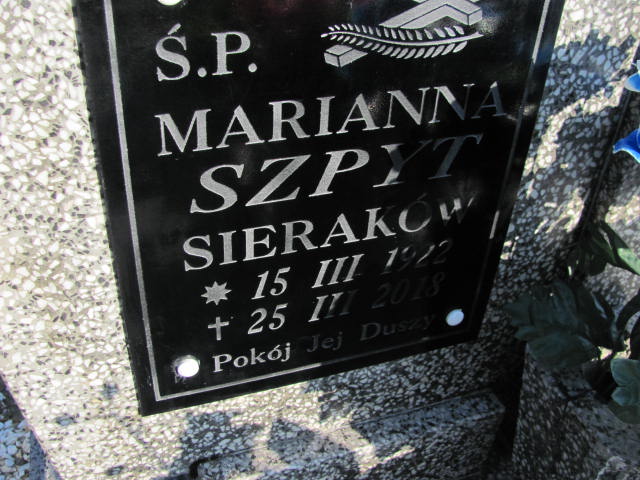 Ś.P.
MARIANNA
SZPYT
SIERAKÓW
15 III 1922
25 III 2018
Pokój Jej Duszy